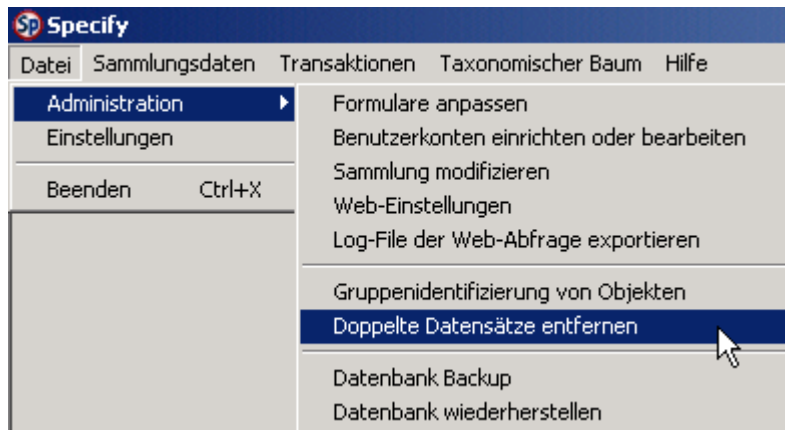 Sp Specify
Datei Sammlungsdaten Transaktionen Taxonomischer Baum Hilfe
Administration
Einstellungen
Beenden Ctrl+X
Formulare anpassen
Benutzerkonten einrichten oder bearbeiten
Sammlung modifizieren
Web-Einstellungen
Log-File der Web-Abfrage exportieren
Gruppenidentifizierung von Objekten
Doppelte Datensätze entfernen
Datenbank Backup
Datenbank wiederherstellen